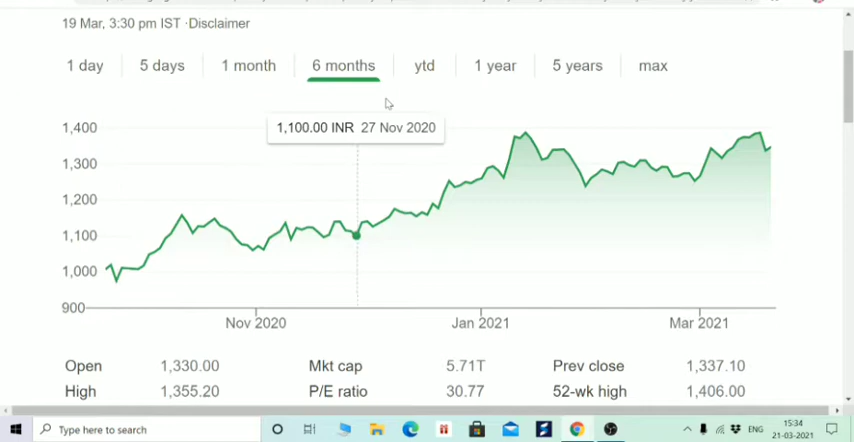 19 Mar, 3:30 pm IST ·Disclaimer
1 day 5 days 1 month 6 months ytd 1 year 5 years max
1,100.00 INR 27 Nov 2020
1,400
1,300
1,200
1,100
1,000
900
Nov 2020 Jan 2021 Mar 2021
Open 1,330.00 Mkt cap 5.71T Prev close 1,337.10
High 1,355.20 P/E ratio 30.77 52-wk high 1,406.00
Type here to search ENG 15:34
21-03-2021